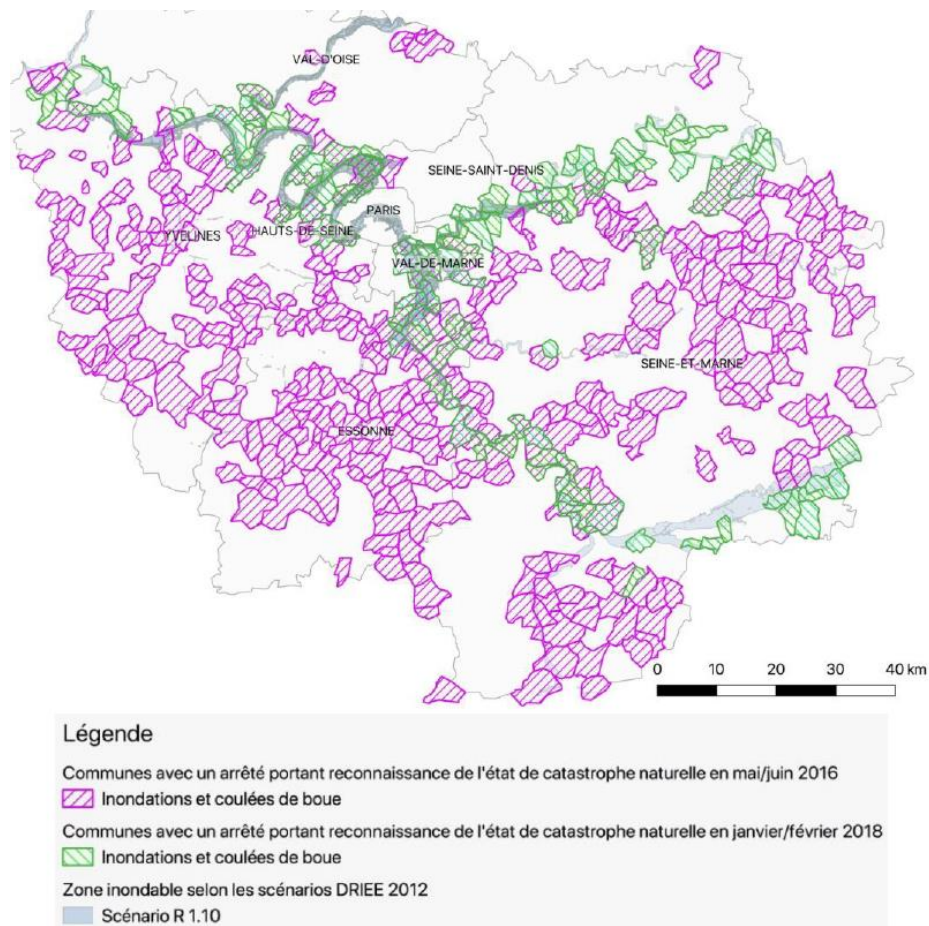 VAL-D'OISE
SEINE-SAINT-DENIS
PARIS
YVELINES
HAUTS-DE-SEINE
VAL-DE-MARNE
SEINE-ET-MARNE
ESSONNE
0 10 20 30 40 km
Légende
Communes avec un arrêté portant reconnaissance de l'état de catastrophe naturelle en mai/juin 2016
Inondations et coulées de boue
Communes avec un arrêté portant reconnaissance de l'état de catastrophe naturelle en janvier/février 2018
Inondations et coulées de boue
Zone inondable selon les scénarios DRIEE 2012
Scénario R 1.10